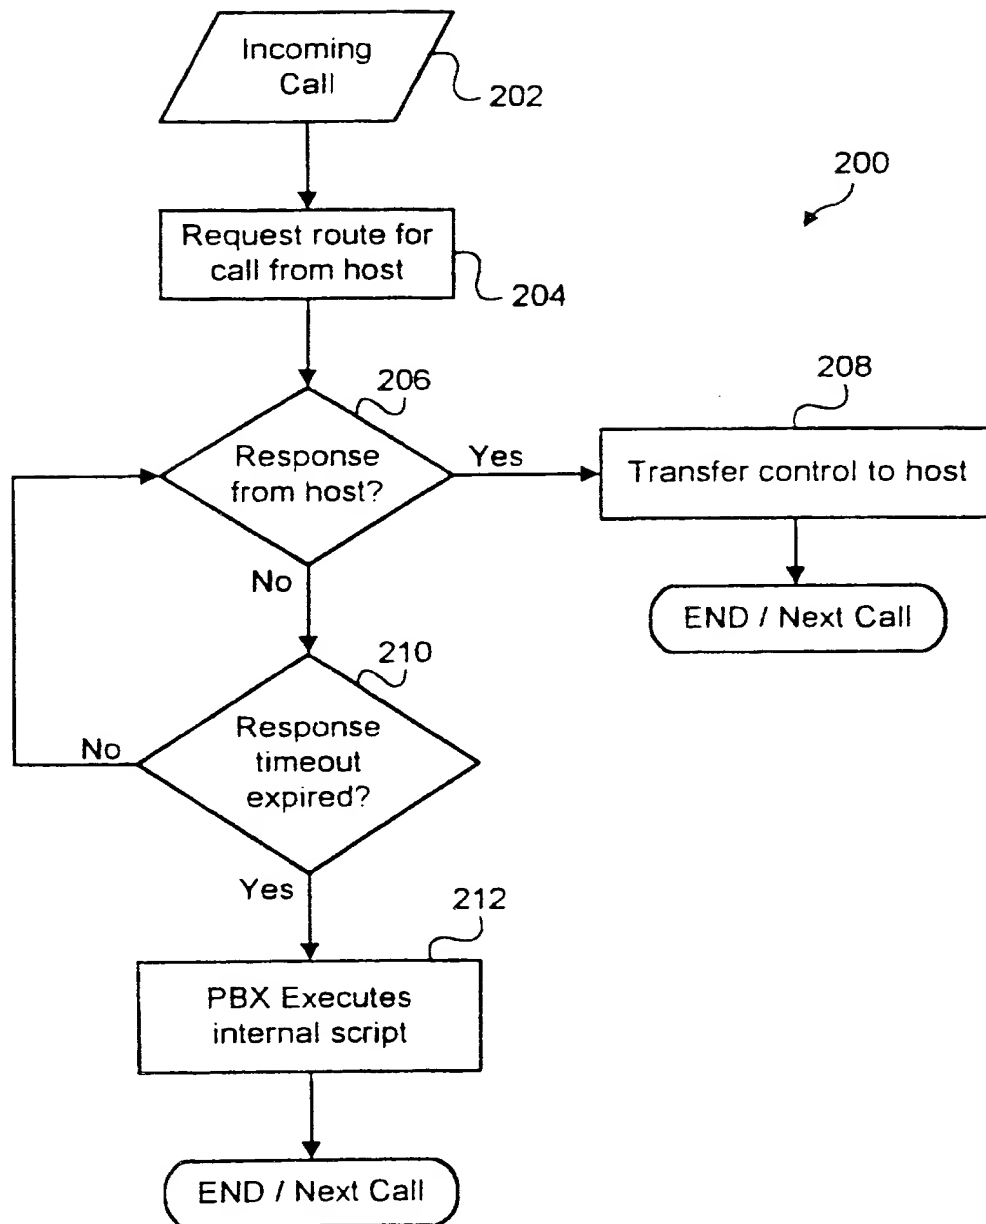 Incoming
Call
202
200
Request route for
call from host
204
206
208
Response
from host?
Yes
Transfer control to host
No
END / Next Call
210
Response
timeout
expired?
No
Yes
212
PBX Executes
internal script
END / Next Call